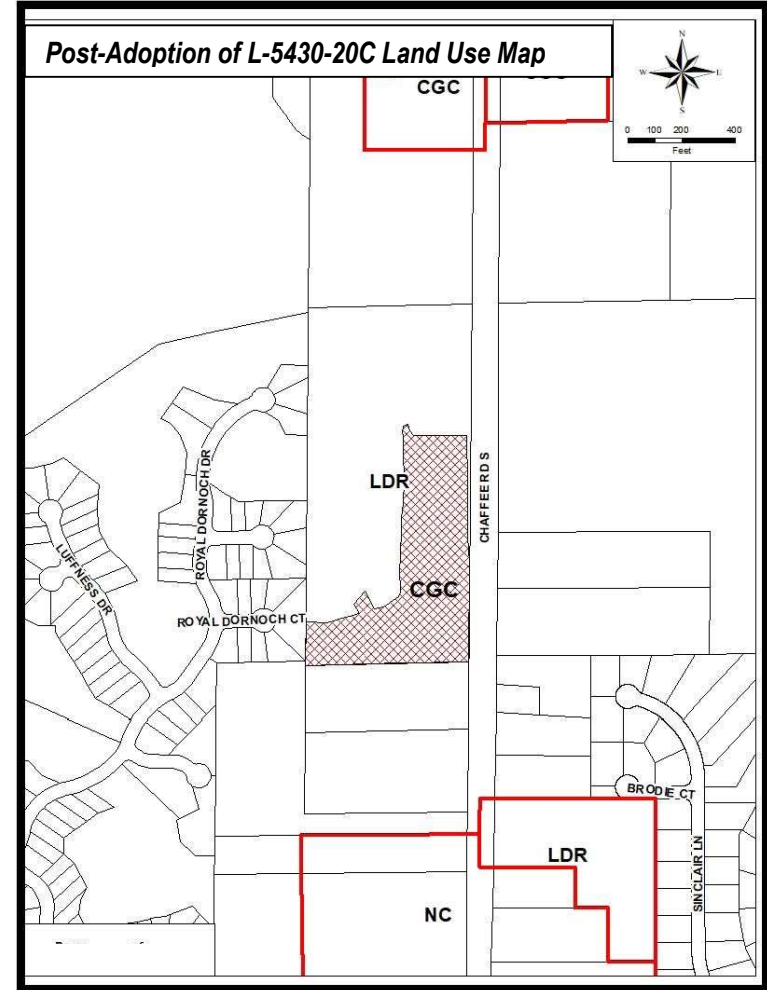 Post-Adoption of L-5430-20C Land Use Map
N
W
E
S
0 100 200 400
Feet
CGC
LDR
CHAFFEE RD S
ROYAL DORNOCH DR
LUFFNESS DR
CGC
ROYAL DORNOCH CT
BRODIE CT
LDR
SINCLAIR LN
NC